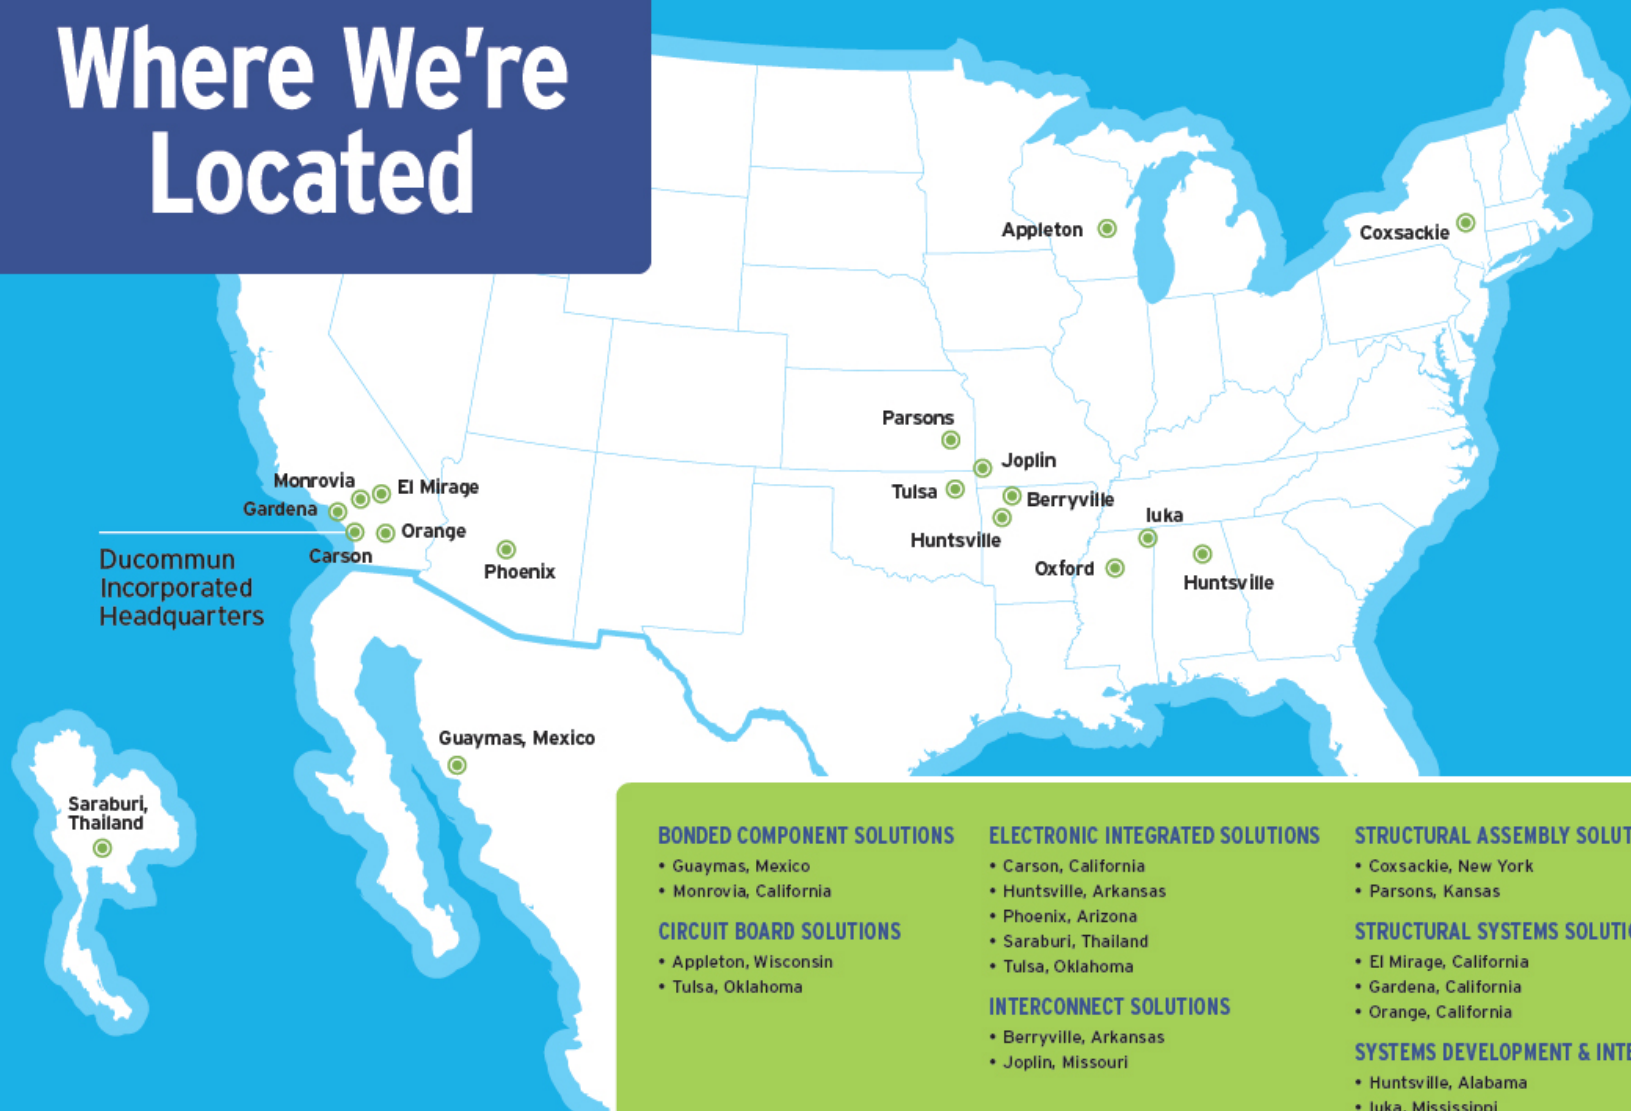 Where We're
Located
Appleton
Coxsackie
Parsons
Joplin
Monrovia
El Mirage
Tulsa
Berryville
Gardena
Iuka
Orange
Huntsville
Carson
Ducommun
Incorporated
Headquarters
Phoenix
Oxford
Huntsville
Guaymas, Mexico
Saraburi,
Thailand
BONDED COMPONENT SOLUTIONS
• Guaymas, Mexico
• Monrovia, California
CIRCUIT BOARD SOLUTIONS
• Appleton, Wisconsin
• Tulsa, Oklahoma
ELECTRONIC INTEGRATED SOLUTIONS
• Carson, California
• Huntsville, Arkansas
• Phoenix, Arizona
• Saraburi, Thailand
• Tulsa, Oklahoma
INTERCONNECT SOLUTIONS
• Berryville, Arkansas
• Joplin, Missouri
STRUCTURAL ASSEMBLY
• Coxsackie, New York
• Parsons, Kansas
STRUCTURAL SYSTEMS
• El Mirage, California
• Gardena, California
• Orange, California
SYSTEMS DEVELOPMENT &
• Huntsville, Alabama
• Iuka, Mississippi